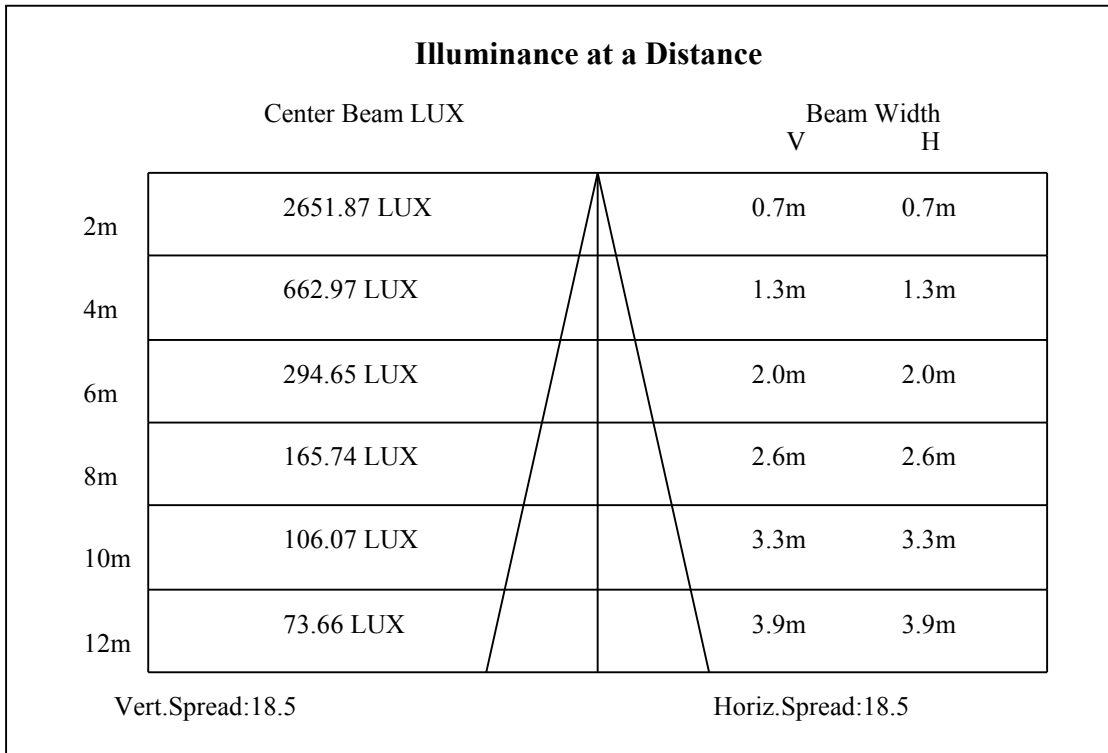 Illuminance at a Distance
Center Beam LUX Beam Width
V H
2m 2651.87 LUX 0.7m 0.7m
4m 662.97 LUX 1.3m 1.3m
6m 294.65 LUX 2.0m 2.0m
8m 165.74 LUX 2.6m 2.6m
10m 106.07 LUX 3.3m 3.3m
12m 73.66 LUX 3.9m 3.9m
Vert.Spread:18.5 Horiz.Spread:18.5